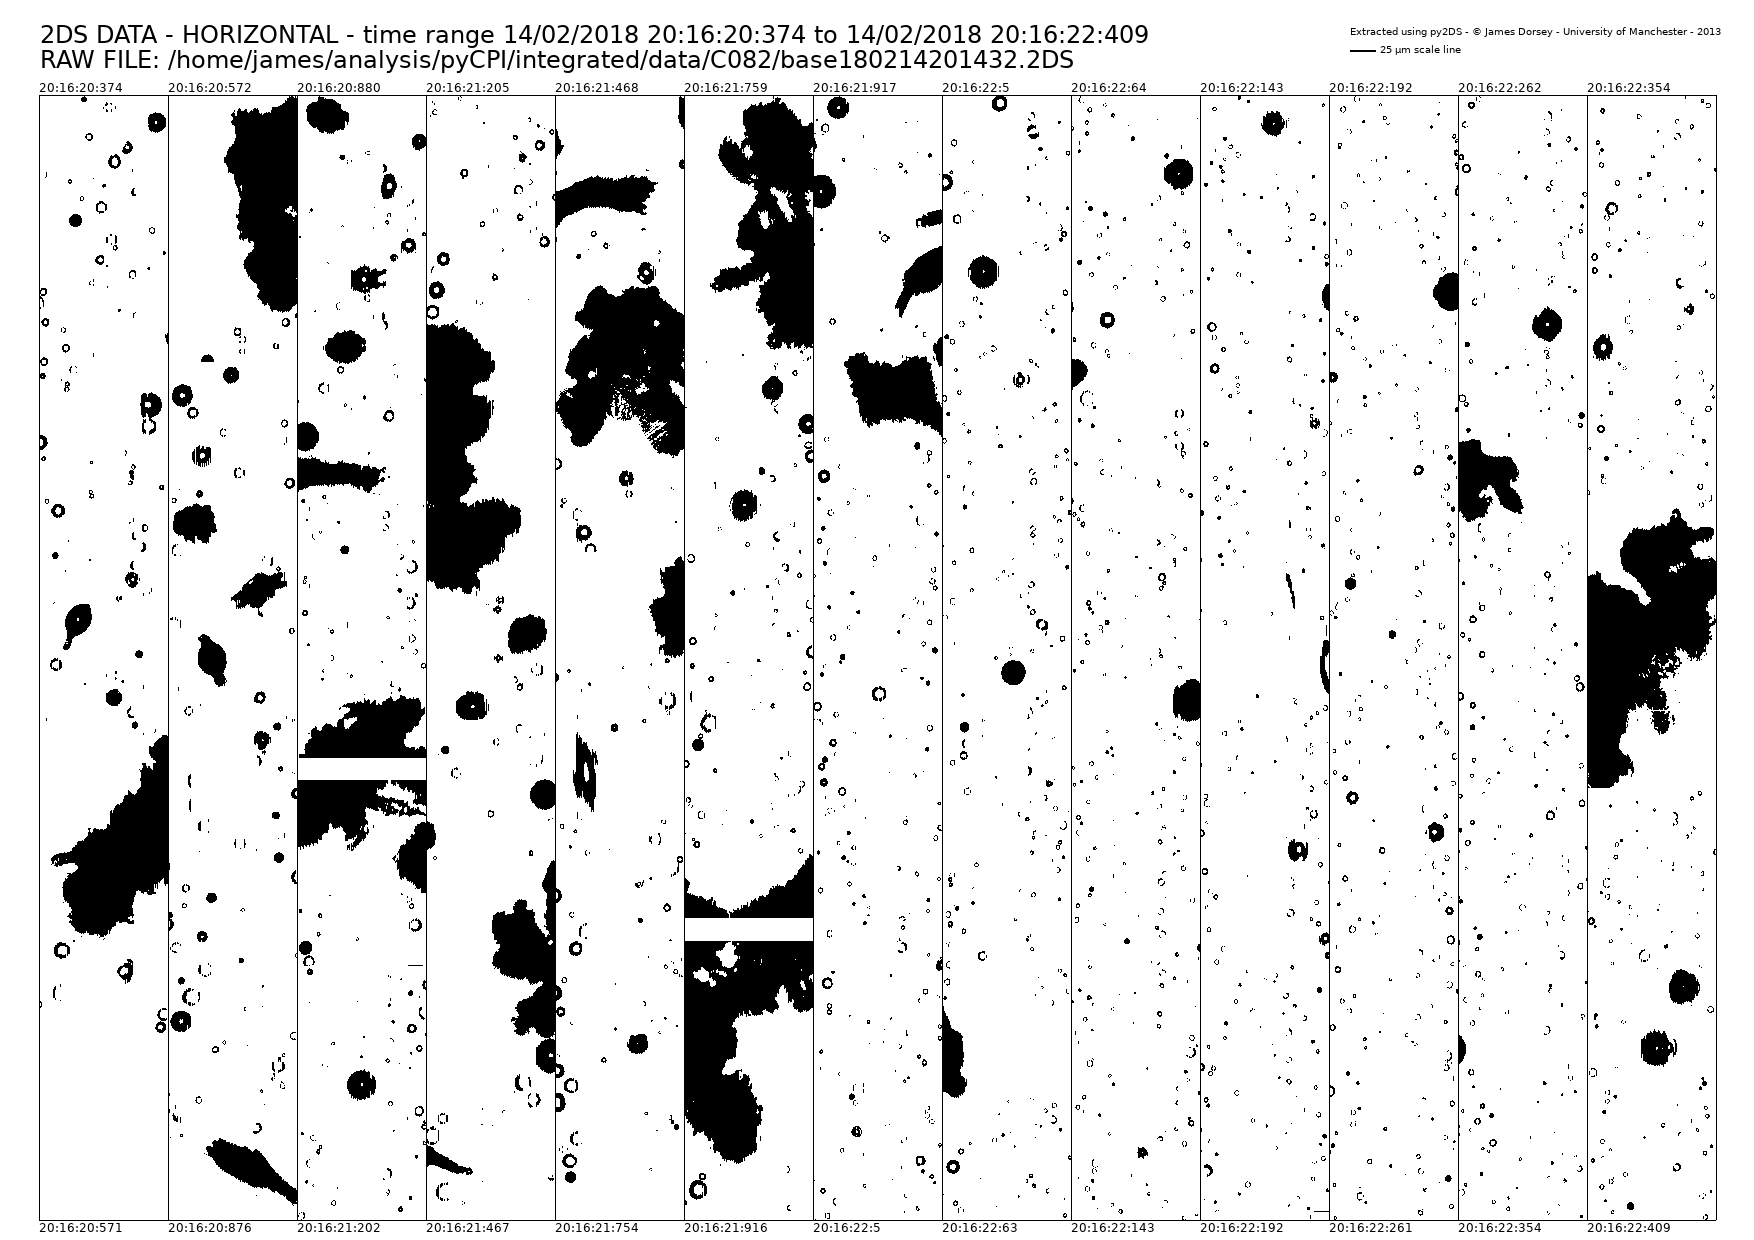 2DS DATA - HORIZONTAL - time range 14/02/2018 20:16:20:374 to 14/02/2018 20:16:22:409
RAW FILE: /home/james/analysis/pyCPI/integrated/data/C082/base180214201432.2DS
Extracted using py2DS - © James Dorsey - University of Manchester - 2013
25 µm scale line
20:16:20:374 20:16:20:572 20:16:20:880 20:16:21:205 20:16:21:468 20:16:21:759 20:16:21:917 20:16:22:5 20:16:22:64 20:16:22:143 20:16:22:192 20:16:22:262 20:16:22:354
20:16:20:571 20:16:20:876 20:16:21:202 20:16:21:467 20:16:21:754 20:16:21:916 20:16:22:5 20:16:22:63 20:16:22:143 20:16:22:192 20:16:22:261 20:16:22:354 20:16:22:409